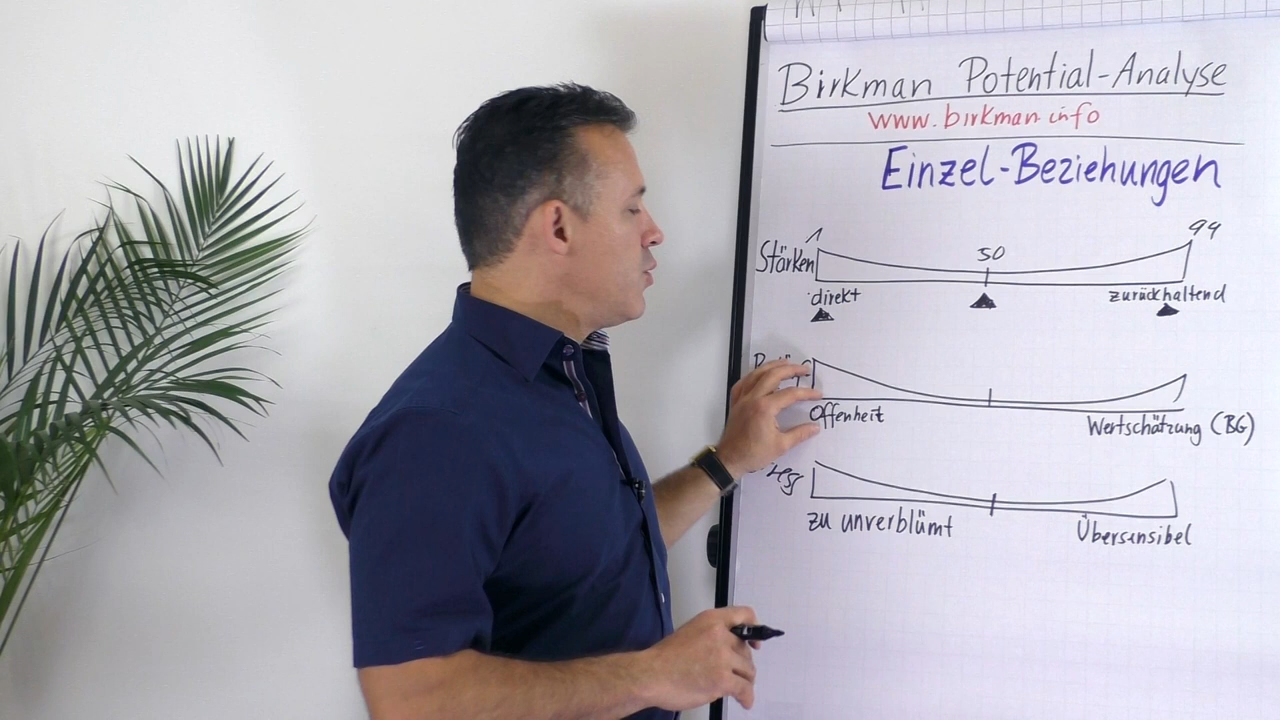 Birkman Potential-Analyse
www.birkman.info
Einzel-Beziehungen
1 50 99
Stärken
direkt zurückhaltend
Offenheit Wertschätzung (BG)
zu unverblümt Übersensibel